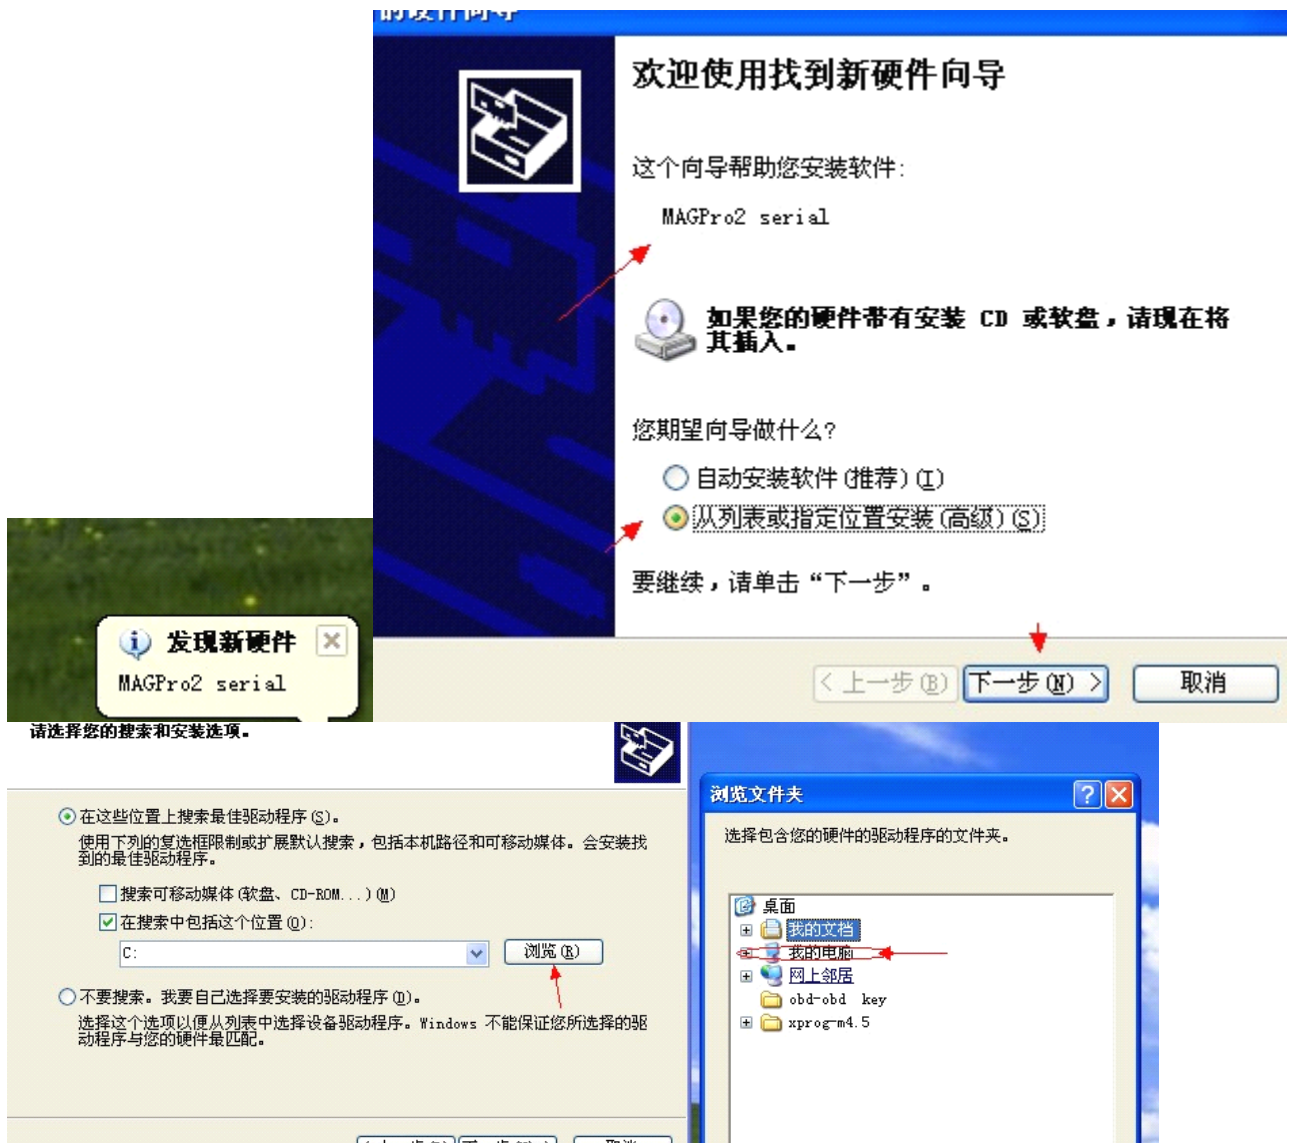 的硬件向导
欢迎使用找到新硬件向导
这个向导帮助您安装软件:
MAGPro2 serial
如果您的硬件带有安装 CD 或软盘，请现在将
其插入。
您期望向导做什么?
自动安装软件(推荐)(I)
从列表或指定位置安装(高级)(S)
要继续，请单击“下一步”。
<上一步(B)
下一步(N) >
取消
发现新硬件
MAGPro2 serial
请选择您的搜索和安装选项。
在这些位置上搜索最佳驱动程序(S)。
使用下列的复选框限制或扩展默认搜索，包括本机路径和可移动媒体。会安装找
到的最佳驱动程序。
搜索可移动媒体(软盘、CD-ROM...)(M)
在搜索中包括这个位置(O):
C:
浏览(R)
不要搜索。我要自己选择要安装的驱动程序(D)。
选择这个选项以便从列表中选择设备驱动程序。Windows 不能保证您所选择的驱
动程序与您的硬件最匹配。
浏览文件夹
选择包含您的硬件的驱动程序的文件夹。
桌面
我的文档
我的电脑
网上邻居
obd-obd key
xprog-m4.5